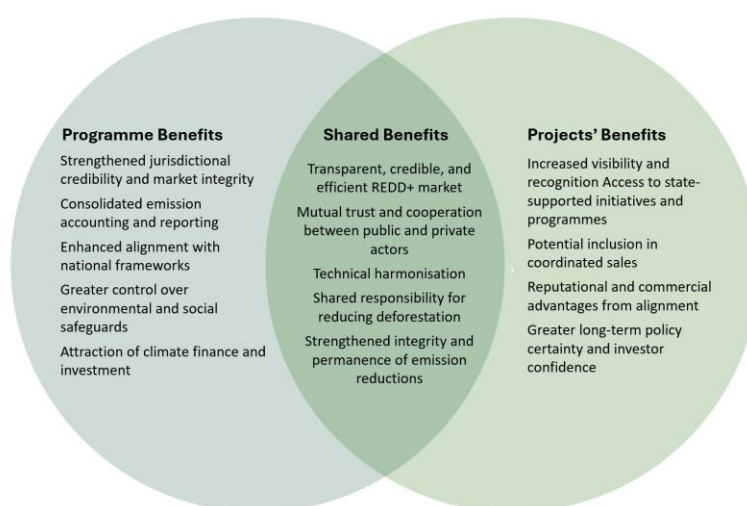 Programme Benefits
Strengthened jurisdictional
credibility and market integrity
Consolidated emission
accounting and reporting
Enhanced alignment with
national frameworks
Greater control over
environmental and social
safeguards
Attraction of climate finance and
investment
Shared Benefits
Transparent, credible, and
efficient REDD+ market
Mutual trust and cooperation
between public and private
actors
Technical harmonisation
Shared responsibility for
reducing deforestation
Strengthened integrity and
permanence of emission
reductions
Projects’ Benefits
Increased visibility and
recognition Access to state-
supported initiatives and
programmes
Potential inclusion in
coordinated sales
Reputational and commercial
advantages from alignment
Greater long-term policy
certainty and investor
confidence